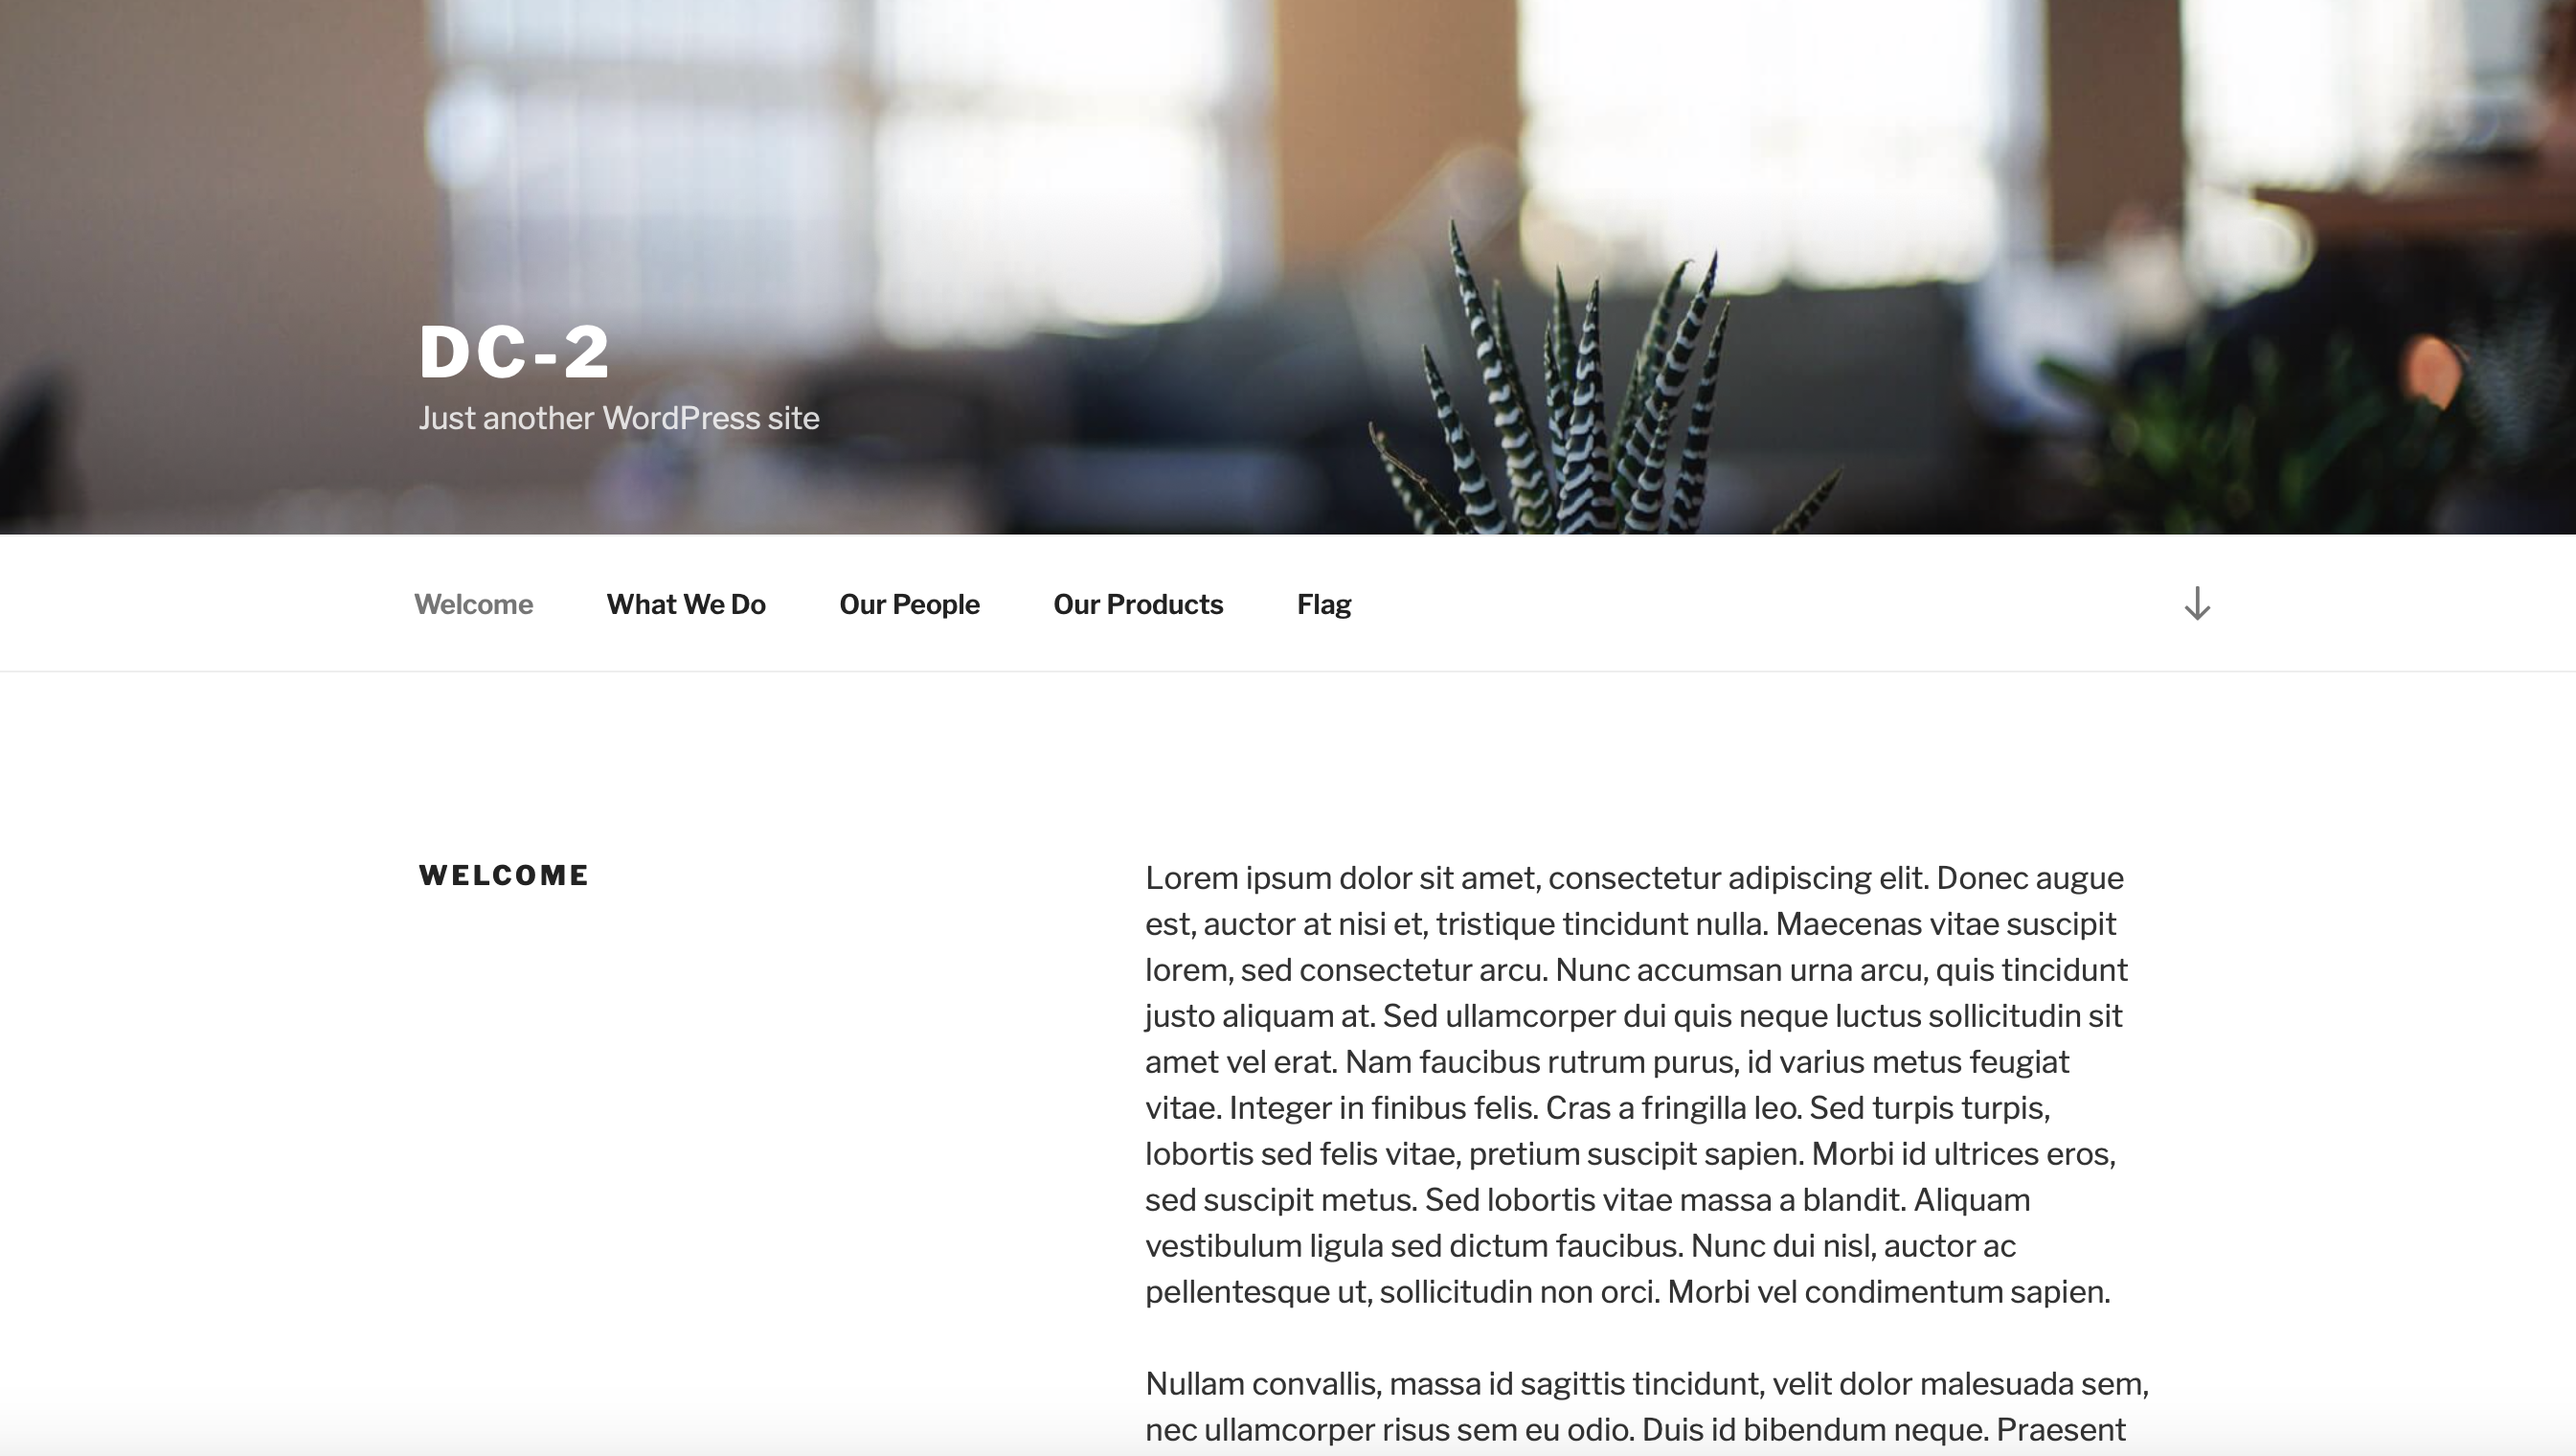 DC-2
Just another WordPress site
Welcome
What We Do
Our People
Our Products
Flag
WELCOME
Lorem ipsum dolor sit amet, consectetur adipiscing elit. Donec augue
est, auctor at nisi et, tristique tincidunt nulla. Maecenas vitae suscipit
lorem, sed consectetur arcu. Nunc accumsan urna arcu, quis tincidunt
justo aliquam at. Sed ullamcorper dui quis neque luctus sollicitudin sit
amet vel erat. Nam faucibus rutrum purus, id varius metus feugiat
vitae. Integer in finibus felis. Cras a fringilla leo. Sed turpis turpis,
lobortis sed felis vitae, pretium suscipit sapien. Morbi id ultrices eros,
sed suscipit metus. Sed lobortis vitae massa a blandit. Aliquam
vestibulum ligula sed dictum faucibus. Nunc dui nisl, auctor ac
pellentesque ut, sollicitudin non orci. Morbi vel condimentum sapien.
Nullam convallis, massa id sagittis tincidunt, velit dolor malesuada sem,
nec ullamcorper risus sem eu odio. Duis id bibendum neque. Praesent